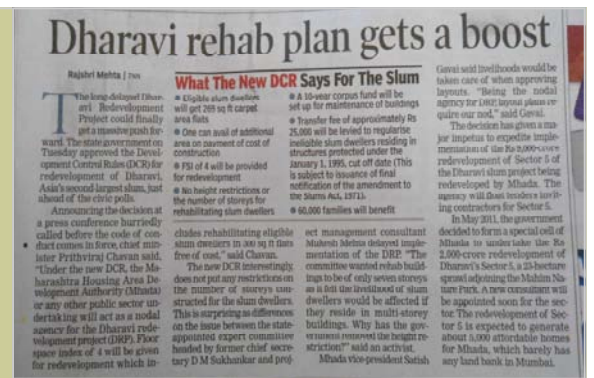 Dharavi rehab plan gets a boost
Rajshri Mehta | TNN
The long-delayed Dhar-
avi Redevelopment
Project could finally
get a massive push for-
ward. The state government on
Tuesday approved the Devel-
opment Control Rules (DCR) for
redevelopment of Dharavi,
Asia's second largest slum, just
ahead of the civic polls.
Announcing the decision at
a press conference hurriedly
called before the code of con-
duct comes in force, chief min-
ister Prithviraj Chavan said,
"Under the new DCR, the Ma-
harashtra Housing Area De-
velopment Authority (Mhada)
or any other public sector un-
dertaking will act as a nodal
agency for the Dharavi rede-
velopment project (DRP). Floor
space index of 4 will be given
for redevelopment which in-
What The New DCR Says For The Slum
Eligible slum dwellers
will get 269 sq ft carpet
area flats
One can avail of additional
area on payment of cost of
construction
FSI of 4 will be provided
for redevelopment
No height restrictions or
the number of storeys for
rehabilitating slum dwellers
A 10-year corpus fund will be
set up for maintenance of buildings
Transfer fee of approximately Rs
25,000 will be levied to regularise
ineligible slum dwellers residing in
structures protected under the
January 1, 1995, cut off date (This
is subject to issuance of final
notification of the amendment to
the Slums Act, 1971).
60,000 families will benefit
cludes rehabilitating eligible
slum dwellers in 300 sq ft flats
free of cost," said Chavan.
The new DCR interestingly,
does not put any restrictions on
the number of storeys con-
structed for the slum dwellers.
This is surprising as differences
on the issue between the state-
appointed expert committee
headed by former chief secre-
tary D M Sukhankar and proj-
ect management consultant
Mukesh Mehta delayed imple-
mentation of the DRP. "The
committee wanted rehab build-
ings to be of only seven storeys
as it felt the livelihood of slum
dwellers would be affected if
they reside in multi-storey
buildings. Why has the gov-
ernment removed the height re-
striction?" said an activist.
Mhada vice-president Satish
Gavai said livelihoods would be
taken care of when approving
layouts. "Being the nodal
agency for DRP, layout plans re-
quire our nod," said Gavai.
The decision has given a ma-
jor impetus to expedite imple-
mentation of the Rs 2,000-crore
redevelopment of Sector 5 of
the Dharavi slum project being
redeveloped by Mhada. The
agency will float tenders invit-
ing contractors for Sector 5.
In May 2011, the government
decided to form a special cell of
Mhada to undertake the Rs
2,000-crore redevelopment of
Dharavi's Sector 5, a 23-hectare
sprawl adjoining the Mahim Na-
ture Park. A new consultant will
be appointed soon for the sec-
tor. The redevelopment of Sec-
tor 5 is expected to generate
about 5,000 affordable homes
for Mhada, which barely has
any land bank in Mumbai.